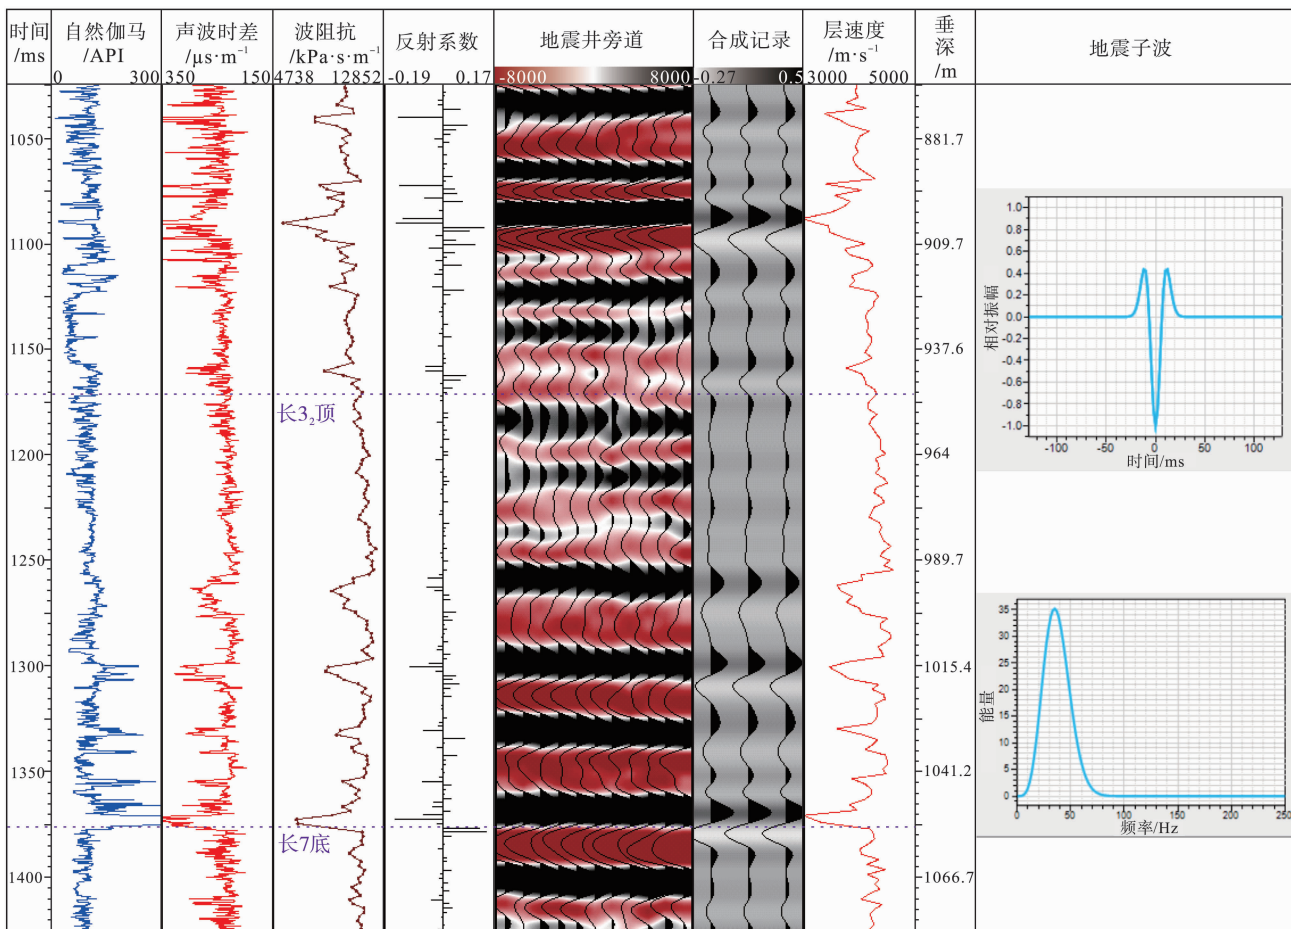 时间
/ms
自然伽马
/API
0 300
声波时差
/μs·m⁻¹
350 150
波阻抗
/kPa·s·m⁻¹
4738 12852
反射系数
-0.19 0.17
地震井旁道
-8000 8000
合成记录
-0.27 0.5
层速度
/m·s⁻¹
3000 5000
垂
深
/m
地震子波
1050
1100
1150
1200
1250
1300
1350
1400
长3₂顶
长7底
881.7
909.7
937.6
964
989.7
1015.4
1041.2
1066.7
相对振幅
1.0
0.8
0.6
0.4
0.2
0.0
-0.2
-0.4
-0.6
-0.8
-1.0
-100 -50 0 50 100
时间/ms
能量
35
30
25
20
15
10
5
0
0 50 100 150 200 250
频率/Hz